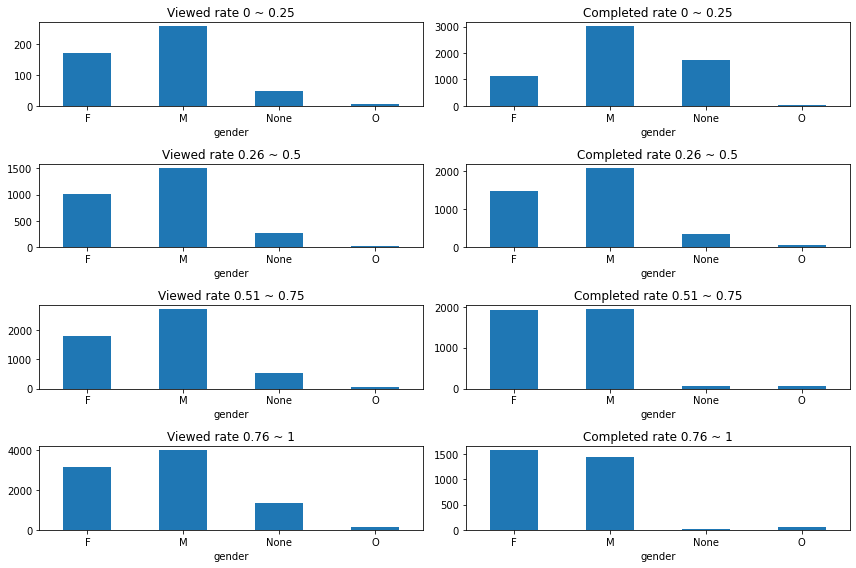 Viewed rate 0 ~ 0.25
200
100
0
F M None O
gender
Completed rate 0 ~ 0.25
3000
2000
1000
0
F M None O
gender
Viewed rate 0.26 ~ 0.5
1500
1000
500
0
F M None O
gender
Completed rate 0.26 ~ 0.5
2000
1000
0
F M None O
gender
Viewed rate 0.51 ~ 0.75
2000
1000
0
F M None O
gender
Completed rate 0.51 ~ 0.75
2000
1000
0
F M None O
gender
Viewed rate 0.76 ~ 1
4000
2000
0
F M None O
gender
Completed rate 0.76 ~ 1
1500
1000
500
0
F M None O
gender